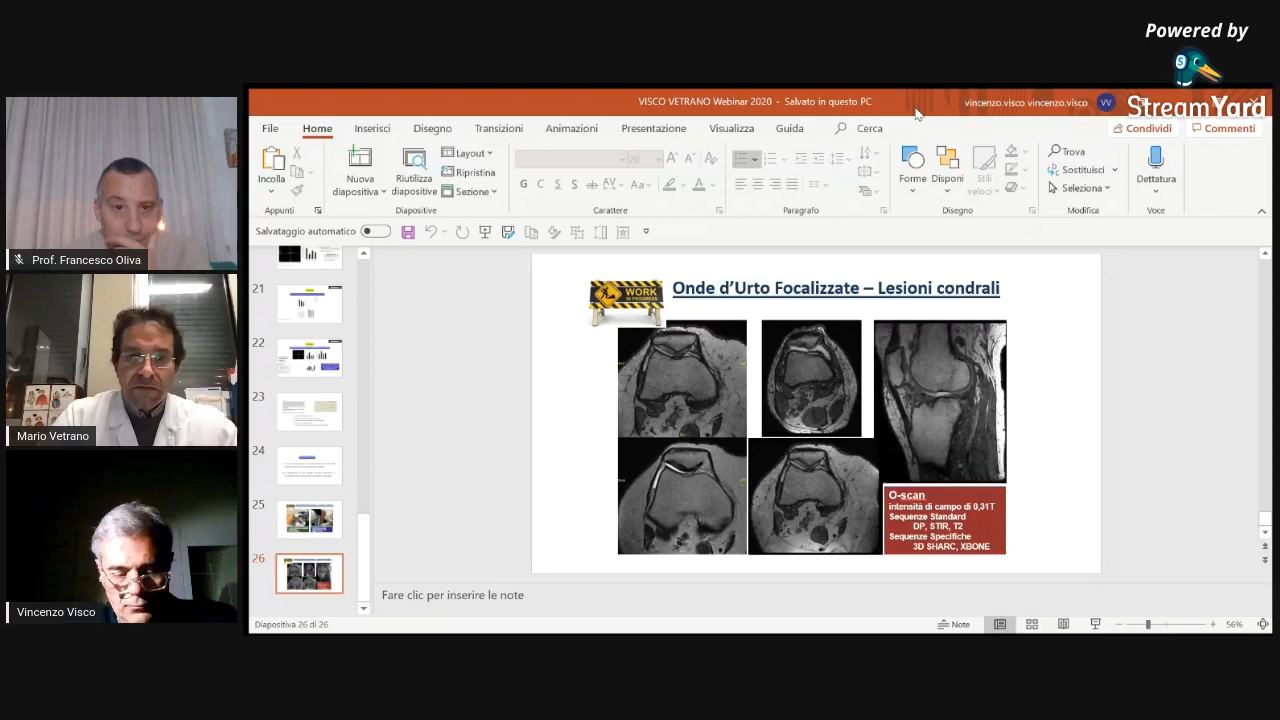 Powered by
StreamYard
VISCO VETRANO Webinar 2020 - Salvato in questo PC
vincenzo.visco vincenzo.visco
VV
File
Home
Inserisci
Disegno
Transizioni
Animazioni
Presentazione
Visualizza
Guida
Cerca
Condividi
Commenti
Incolla
Nuova diapositiva
Riutilizza diapositive
Layout
Ripristina
Sezione
20
G C S S ab AV Aa A
Forme
Disponi
Stili veloci
Trova
Sostituisci
Seleziona
Dettatura
Appunti
Diapositive
Carattere
Paragrafo
Disegno
Modifica
Voce
Salvataggio automatico
Prof. Francesco Oliva
Mario Vetrano
Vincenzo Visco
21
22
23
24
25
26
WORK
IN PROGRESS
Onde d'Urto Focalizzate – Lesioni condrali
O-scan
intensità di campo di 0,31T
Sequenze Standard
DP, STIR, T2
Sequenze Specifiche
3D SHARC, XBONE
Fare clic per inserire le note
Diapositiva 26 di 26
Note
56%